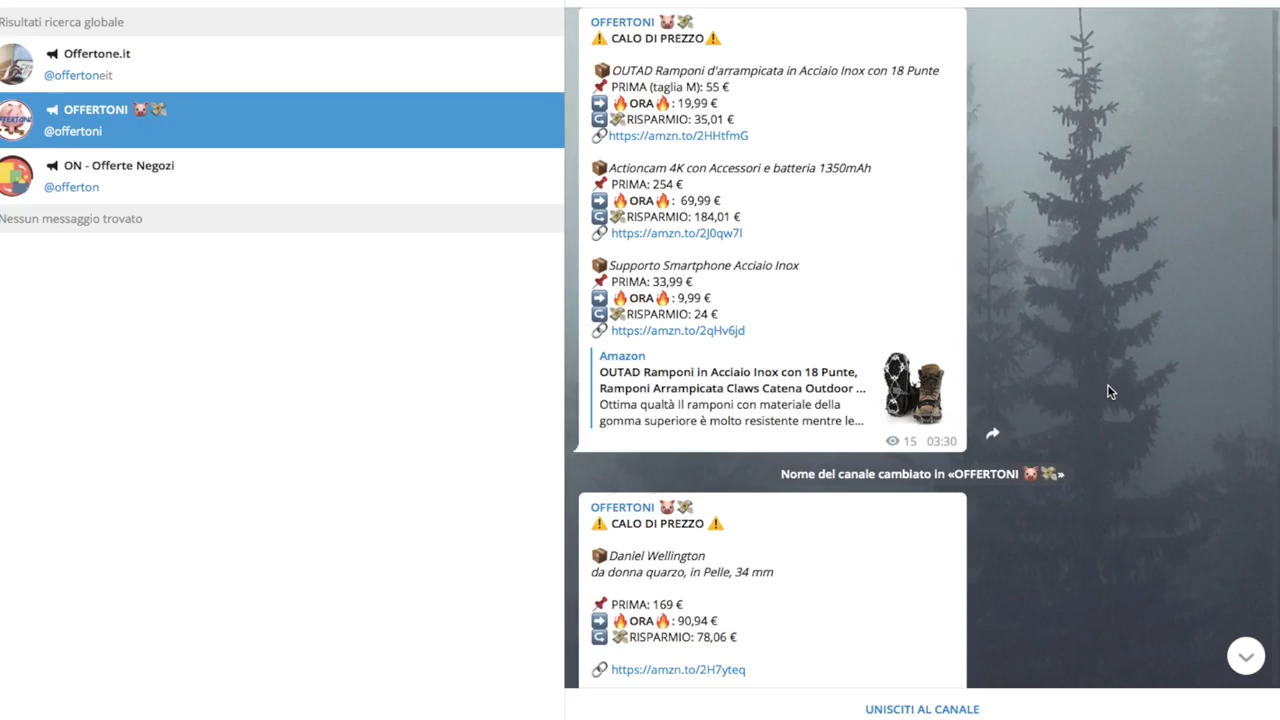 Risultati ricerca globale
Offertone.it
@offertoneit
OFFERTONI 🐷💸
@offertoni
ON - Offerte Negozi
@offerton
Nessun messaggio trovato
OFFERTONI 🐷💸
⚠️ CALO DI PREZZO⚠️
📦OUTAD Ramponi d'arrampicata in Acciaio Inox con 18 Punte
📌 PRIMA (taglia M): 55 €
➡️ 🔥ORA🔥: 19,99 €
↪️💸RISPARMIO: 35,01 €
🔗https://amzn.to/2HHtfmG
📦Actioncam 4K con Accessori e batteria 1350mAh
📌 PRIMA: 254 €
➡️ 🔥ORA🔥: 69,99 €
↪️💸RISPARMIO: 184,01 €
🔗 https://amzn.to/2J0qw7l
📦Supporto Smartphone Acciaio Inox
📌 PRIMA: 33,99 €
➡️ 🔥ORA🔥: 9,99 €
↪️💸RISPARMIO: 24 €
🔗 https://amzn.to/2qHv6jd
Amazon
OUTAD Ramponi in Acciaio Inox con 18 Punte,
Ramponi Arrampicata Claws Catena Outdoor ...
Ottima qualtà Il ramponi con materiale della
gomma superiore è molto resistente mentre le...
15 03:30
Nome del canale cambiato in «OFFERTONI 🐷💸»
OFFERTONI 🐷💸
⚠️ CALO DI PREZZO ⚠️
📦Daniel Wellington
da donna quarzo, in Pelle, 34 mm
📌 PRIMA: 169 €
➡️ 🔥ORA🔥: 90,94 €
↪️ 💸RISPARMIO: 78,06 €
🔗 https://amzn.to/2H7yteq
UNISCITI AL CANALE